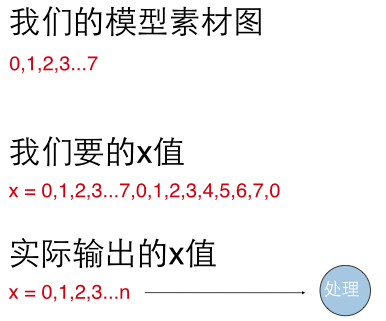 我们的模型素材图
0,1,2,3...7
我们要的x值
x = 0,1,2,3...7,0,1,2,3,4,5,6,7,0
实际输出的x值
x = 0,1,2,3...n
处理